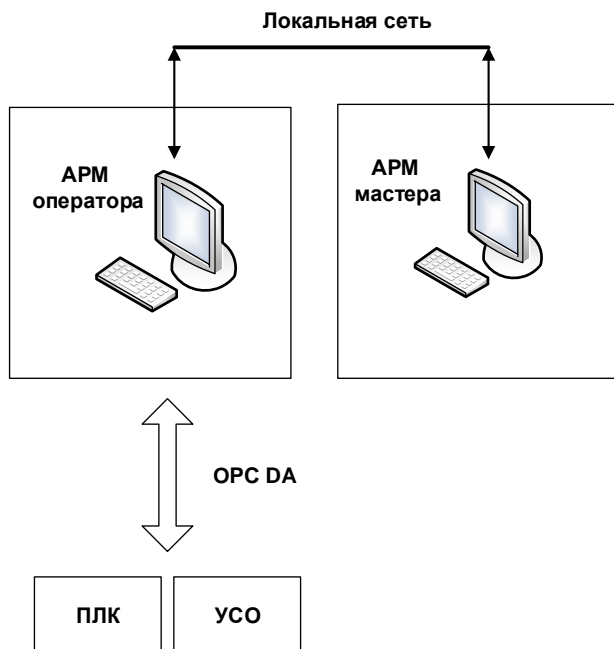 Локальная сеть
АРМ
оператора
АРМ
мастера
OPC DA
ПЛК
УСО